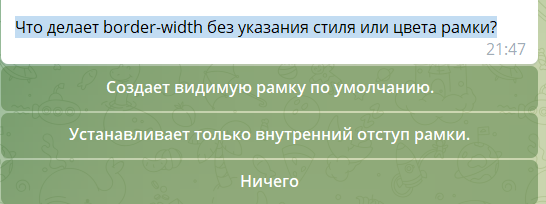 Что делает border-width без указания стиля или цвета рамки?
21:47
Создает видимую рамку по умолчанию.
Устанавливает только внутренний отступ рамки.
Ничего